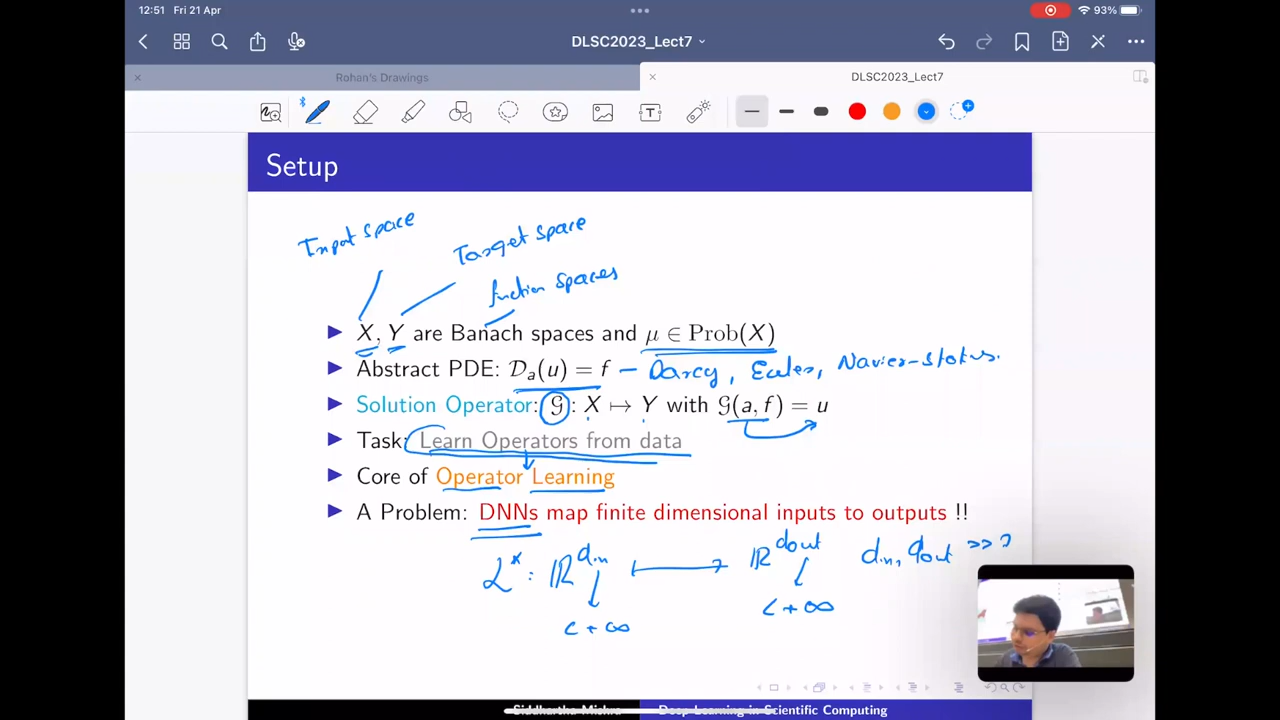 12:51 Fri 21 Apr
93%
DLSC2023_Lect7
Rohan's Drawings
DLSC2023_Lect7
Setup
Input space
Target space
function spaces
X, Y are Banach spaces and μ ∈ Prob(X)
Abstract PDE: 𝒟ₐ(u) = f – Darcy, Euler, Navier-Stokes.
Solution Operator: 𝒢 : X ↦ Y with 𝒢(a, f) = u
Task: Learn Operators from data
Core of Operator Learning
A Problem: DNNs map finite dimensional inputs to outputs !!
ℒ* : ℝ^din ⟼ ℝ^dout din, dout >>
< +∞ < +∞
Siddhartha Mishra Deep Learning in Scientific Computing